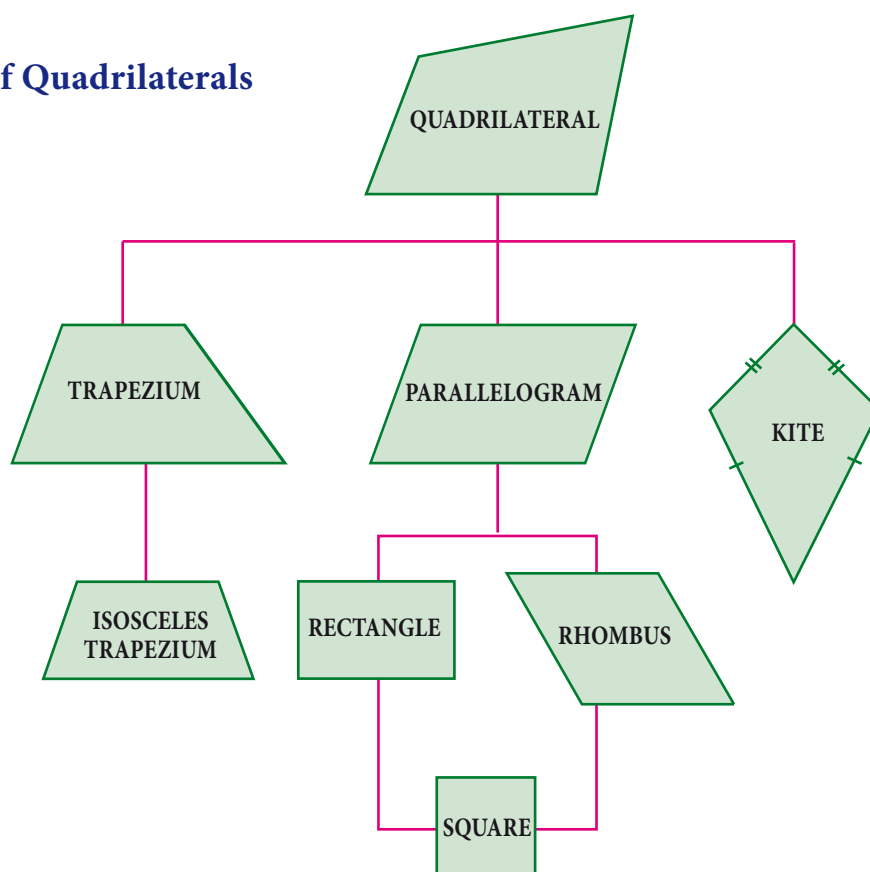 f Quadrilaterals
QUADRILATERAL
TRAPEZIUM
PARALLELOGRAM
KITE
ISOSCELES
TRAPEZIUM
RECTANGLE
RHOMBUS
SQUARE